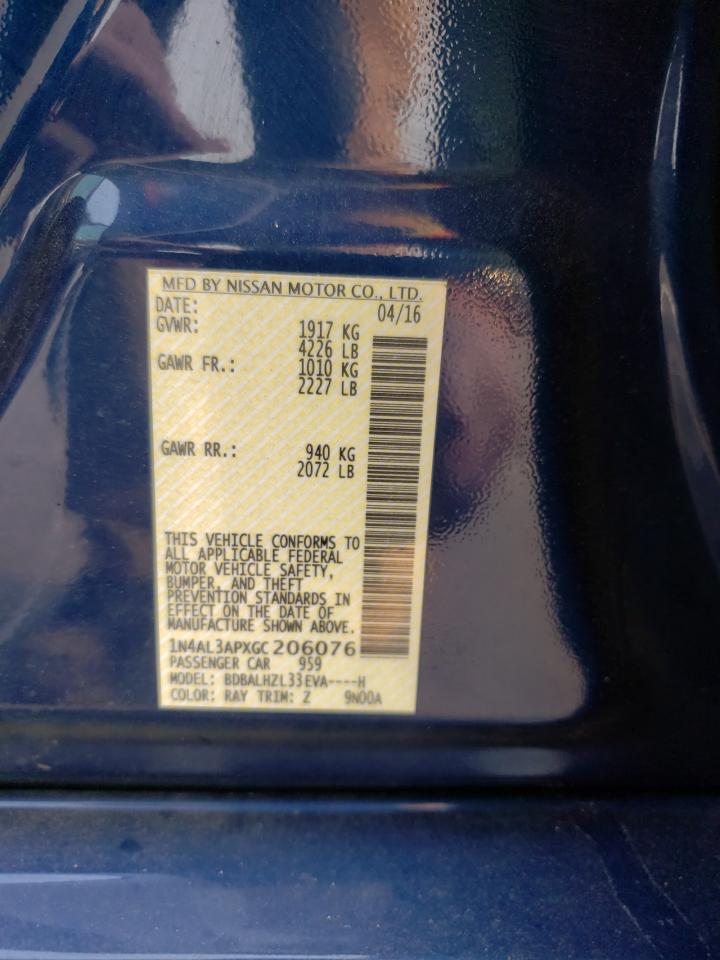 MFD BY NISSAN MOTOR CO., LTD.
DATE: 04/16
GVWR: 1917 KG
4226 LB
GAWR FR.: 1010 KG
2227 LB
GAWR RR.: 940 KG
2072 LB
THIS VEHICLE CONFORMS TO
ALL APPLICABLE FEDERAL
MOTOR VEHICLE SAFETY,
BUMPER, AND THEFT
PREVENTION STANDARDS IN
EFFECT ON THE DATE OF
MANUFACTURE SHOWN ABOVE.
1N4AL3APXGC206076
PASSENGER CAR 959
MODEL: BDBALHZL33EVA----H
COLOR: RAY TRIM: Z 9N00A